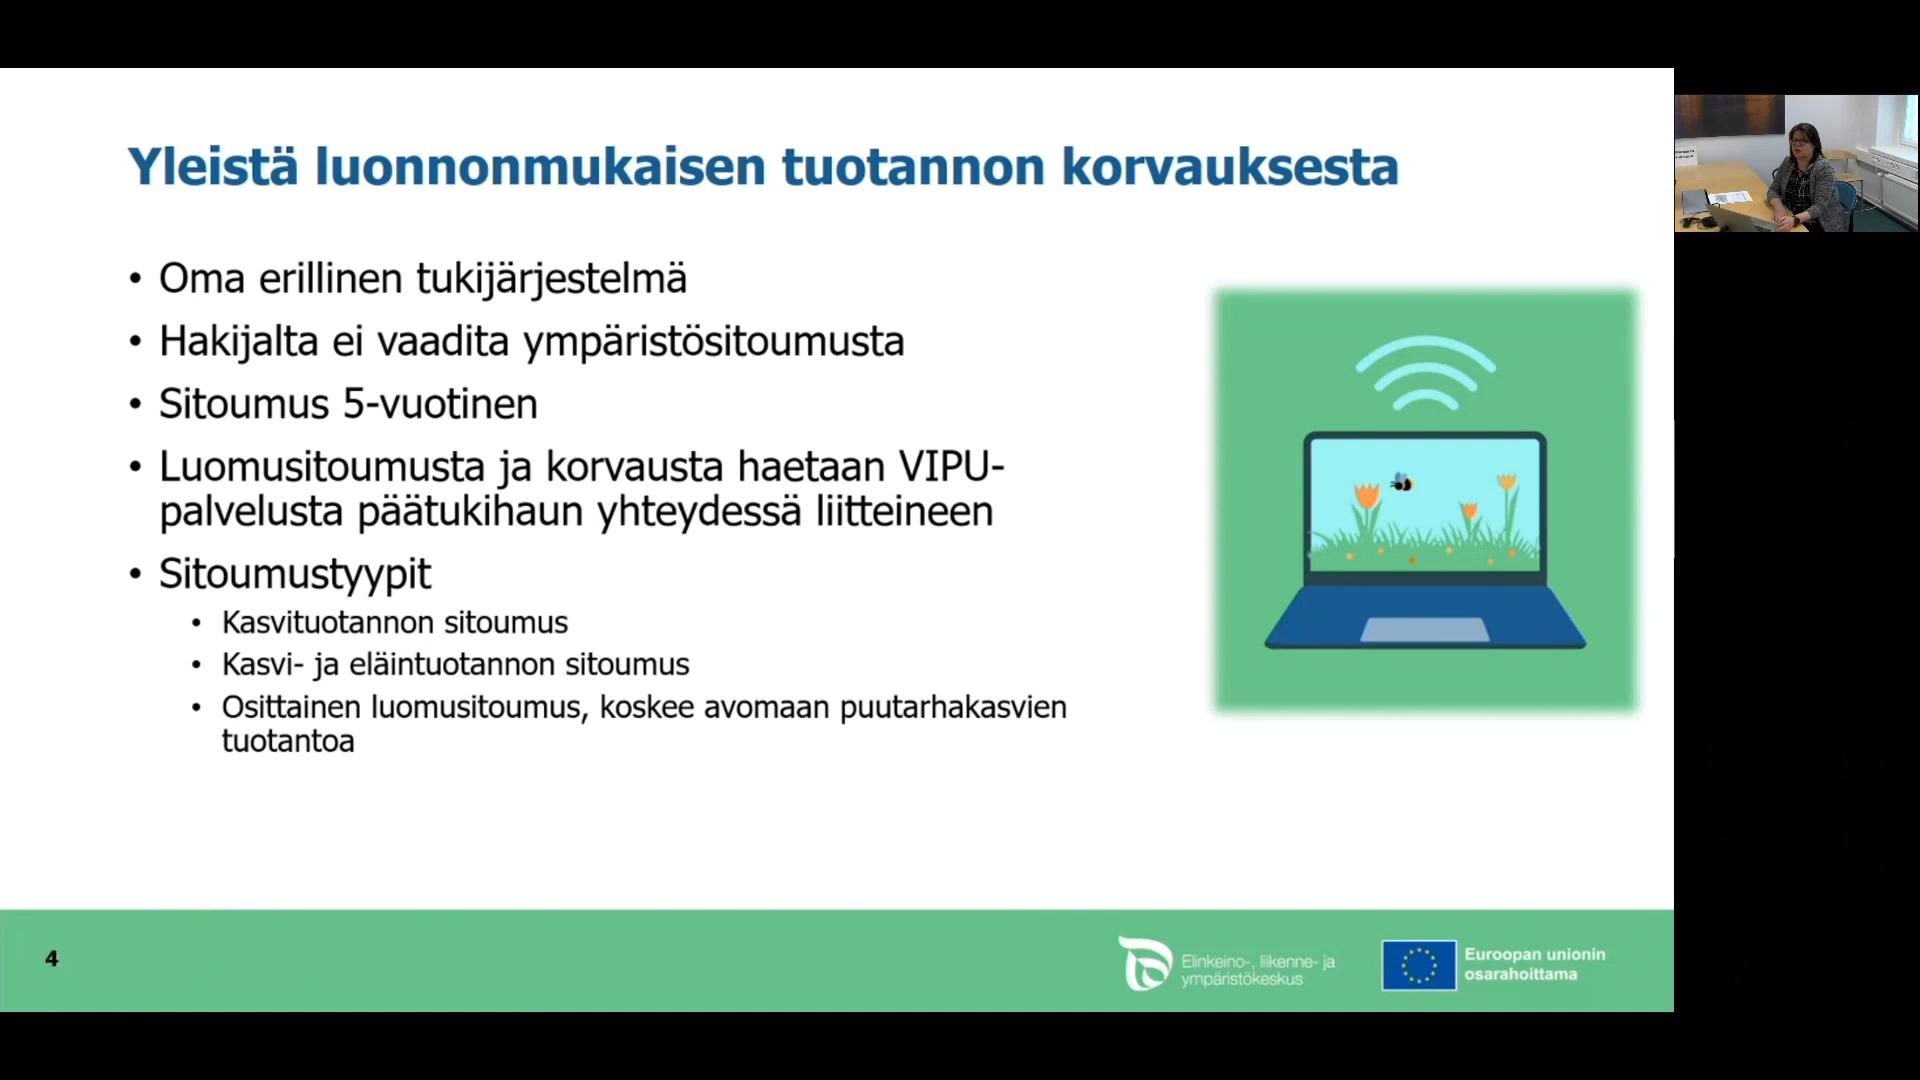 Yleistä luonnonmukaisen tuotannon korvauksesta
• Oma erillinen tukijärjestelmä
• Hakijalta ei vaadita ympäristösitoumusta
• Sitoumus 5-vuotinen
• Luomusitoumusta ja korvausta haetaan VIPU-
palvelusta päätukihaun yhteydessä liitteineen
• Sitoumustyypit
• Kasvituotannon sitoumus
• Kasvi- ja eläintuotannon sitoumus
• Osittainen luomusitoumus, koskee avomaan puutarhakasvien
tuotantoa
4
Elinkeino-, liikenne- ja
ympäristökeskus
Euroopan unionin
osarahoittama